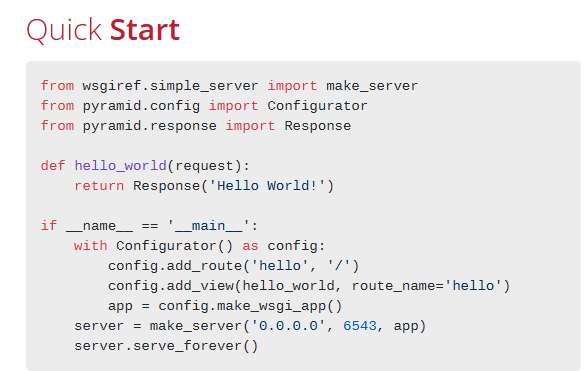 Quick Start
from wsgiref.simple_server import make_server
from pyramid.config import Configurator
from pyramid.response import Response

def hello_world(request):
    return Response('Hello World!')

if __name__ == '__main__':
    with Configurator() as config:
        config.add_route('hello', '/')
        config.add_view(hello_world, route_name='hello')
        app = config.make_wsgi_app()
    server = make_server('0.0.0.0', 6543, app)
    server.serve_forever()